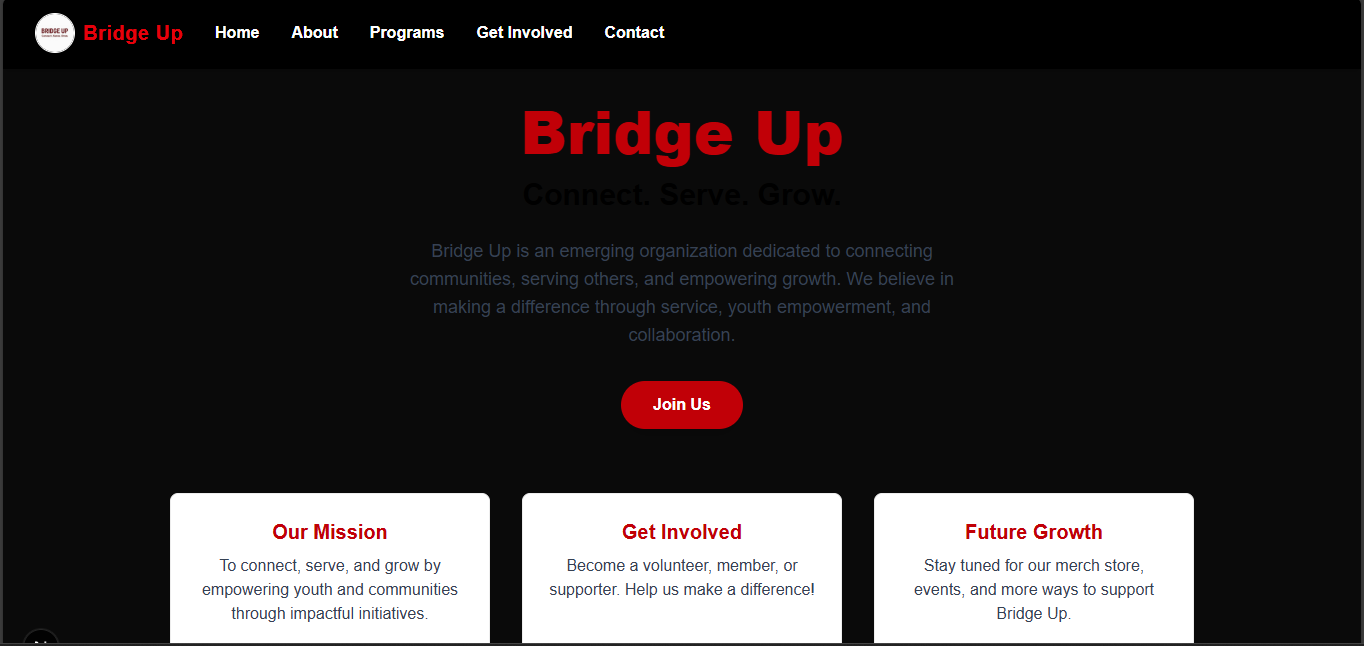 BRIDGE UP
Bridge Up Home About Programs Get Involved Contact
Bridge Up
Connect. Serve. Grow.
Bridge Up is an emerging organization dedicated to connecting
communities, serving others, and empowering growth. We believe in
making a difference through service, youth empowerment, and
collaboration.
Join Us
Our Mission
To connect, serve, and grow by
empowering youth and communities
through impactful initiatives.
Get Involved
Become a volunteer, member, or
supporter. Help us make a difference!
Future Growth
Stay tuned for our merch store,
events, and more ways to support
Bridge Up.